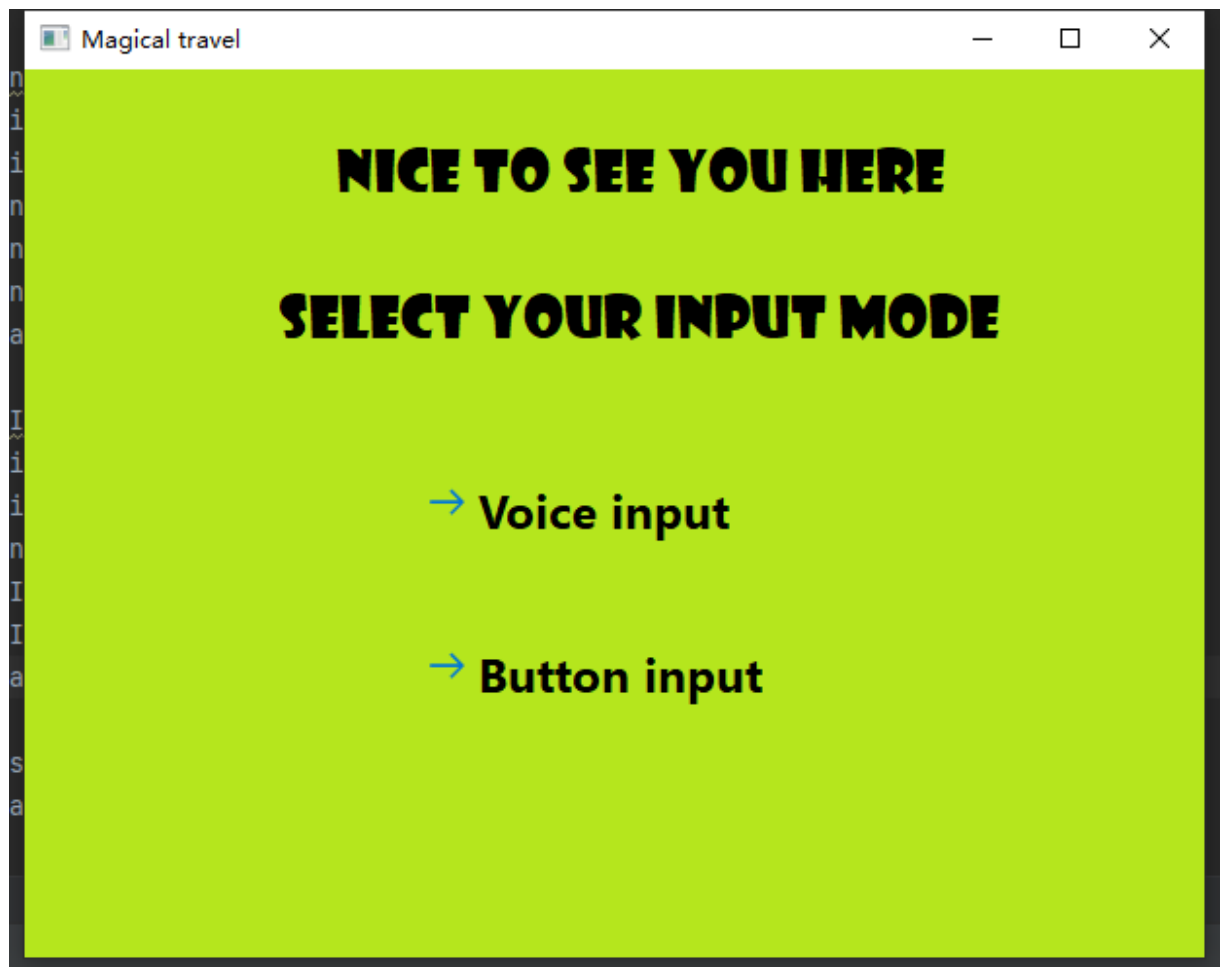 Magical travel
NICE TO SEE YOU HERE
SELECT YOUR INPUT MODE
→ Voice input
→ Button input
n
i
i
n
n
n
a
I
i
i
n
I
I
a
s
a